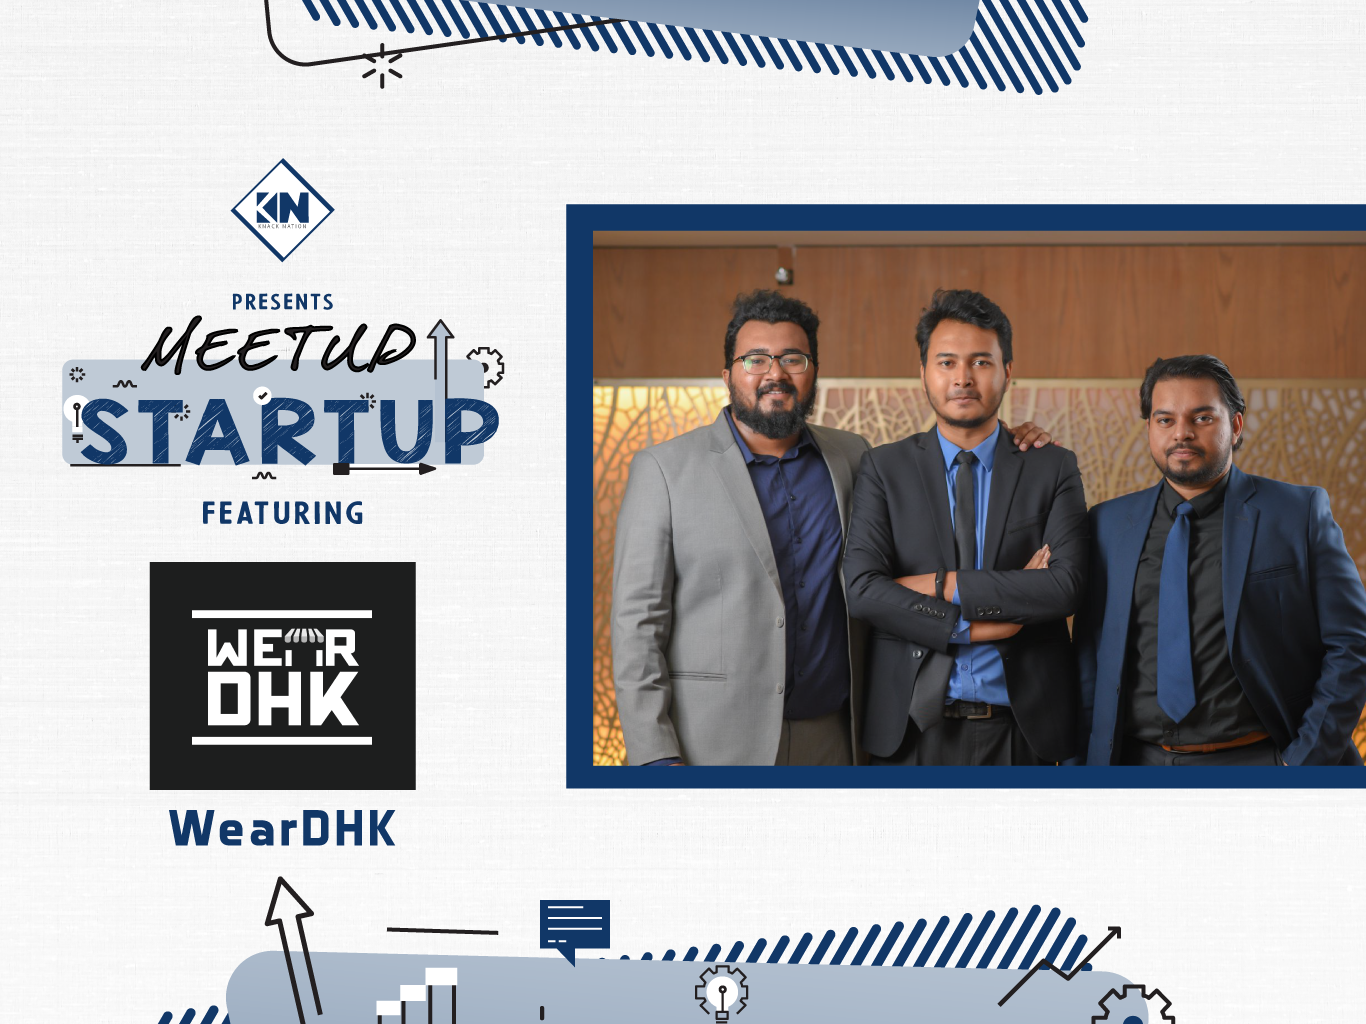 KN
KNACK NATION
PRESENTS
MEETUP
STARTUP
FEATURING
WEAR
DHK
WearDHK